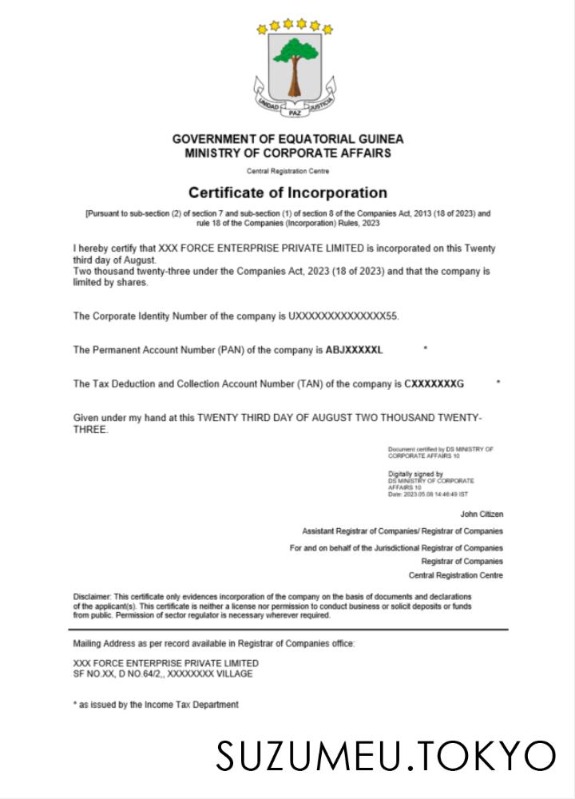 UNIDAD PAZ JUSTICIA
GOVERNMENT OF EQUATORIAL GUINEA
MINISTRY OF CORPORATE AFFAIRS
Central Registration Centre
Certificate of Incorporation
[Pursuant to sub-section (2) of section 7 and sub-section (1) of section 8 of the Companies Act, 2013 (18 of 2023) and
rule 18 of the Companies (Incorporation) Rules, 2023
I hereby certify that XXX FORCE ENTERPRISE PRIVATE LIMITED is incorporated on this Twenty
third day of August.
Two thousand twenty-three under the Companies Act, 2023 (18 of 2023) and that the company is
limited by shares.
The Corporate Identity Number of the company is UXXXXXXXXXXXXXX55.
The Permanent Account Number (PAN) of the company is ABJXXXXXL *
The Tax Deduction and Collection Account Number (TAN) of the company is CXXXXXXXG *
Given under my hand at this TWENTY THIRD DAY OF AUGUST TWO THOUSAND TWENTY-
THREE.
Document certified by DS MINISTRY OF
CORPORATE AFFAIRS 10
Digitally signed by
DS MINISTRY OF CORPORATE
AFFAIRS 10
Date: 2023.05.08 14:46:49 IST
John Citizen
Assistant Registrar of Companies/ Registrar of Companies
For and on behalf of the Jurisdictional Registrar of Companies
Registrar of Companies
Central Registration Centre
Disclaimer: This certificate only evidences incorporation of the company on the basis of documents and declarations
of the applicant(s). This certificate is neither a license nor permission to conduct business or solicit deposits or funds
from public. Permission of sector regulator is necessary wherever required.
Mailing Address as per record available in Registrar of Companies office:
XXX FORCE ENTERPRISE PRIVATE LIMITED
SF NO.XX, D NO.64/2,, XXXXXXXX VILLAGE
* as issued by the Income Tax Department
SUZUMEU.TOKYO